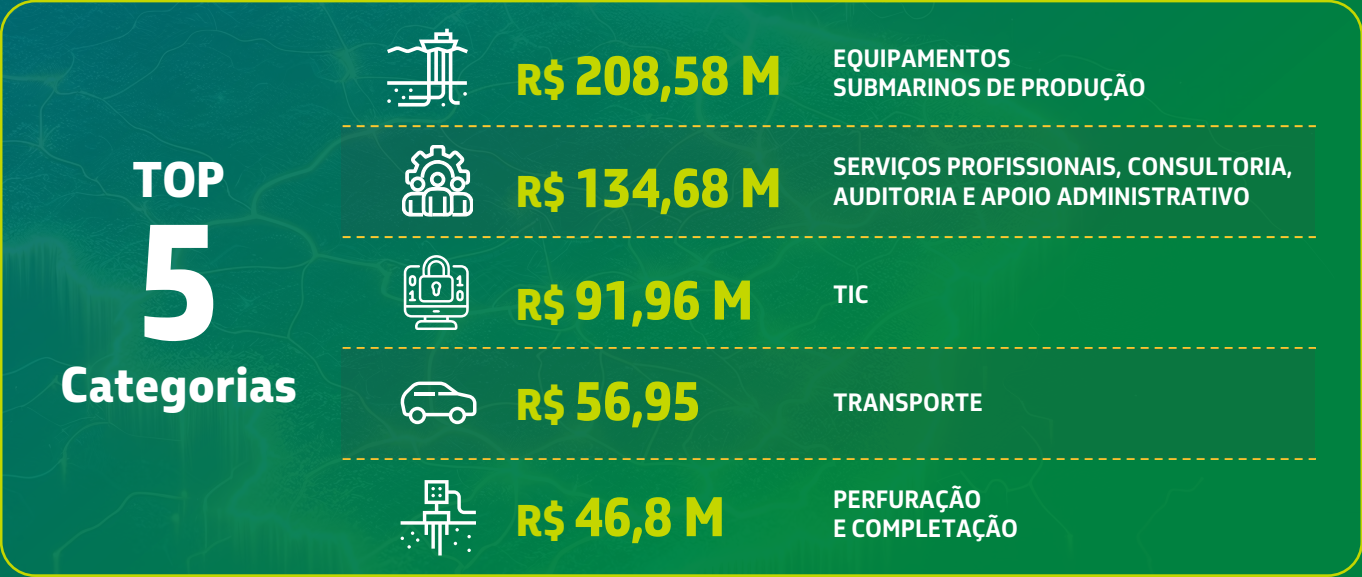 TOP
5
Categorias
R$ 208,58 M
EQUIPAMENTOS
SUBMARINOS DE PRODUÇÃO
R$ 134,68 M
SERVIÇOS PROFISSIONAIS, CONSULTORIA,
AUDITORIA E APOIO ADMINISTRATIVO
R$ 91,96 M
TIC
R$ 56,95
TRANSPORTE
R$ 46,8 M
PERFURAÇÃO
E COMPLETAÇÃO